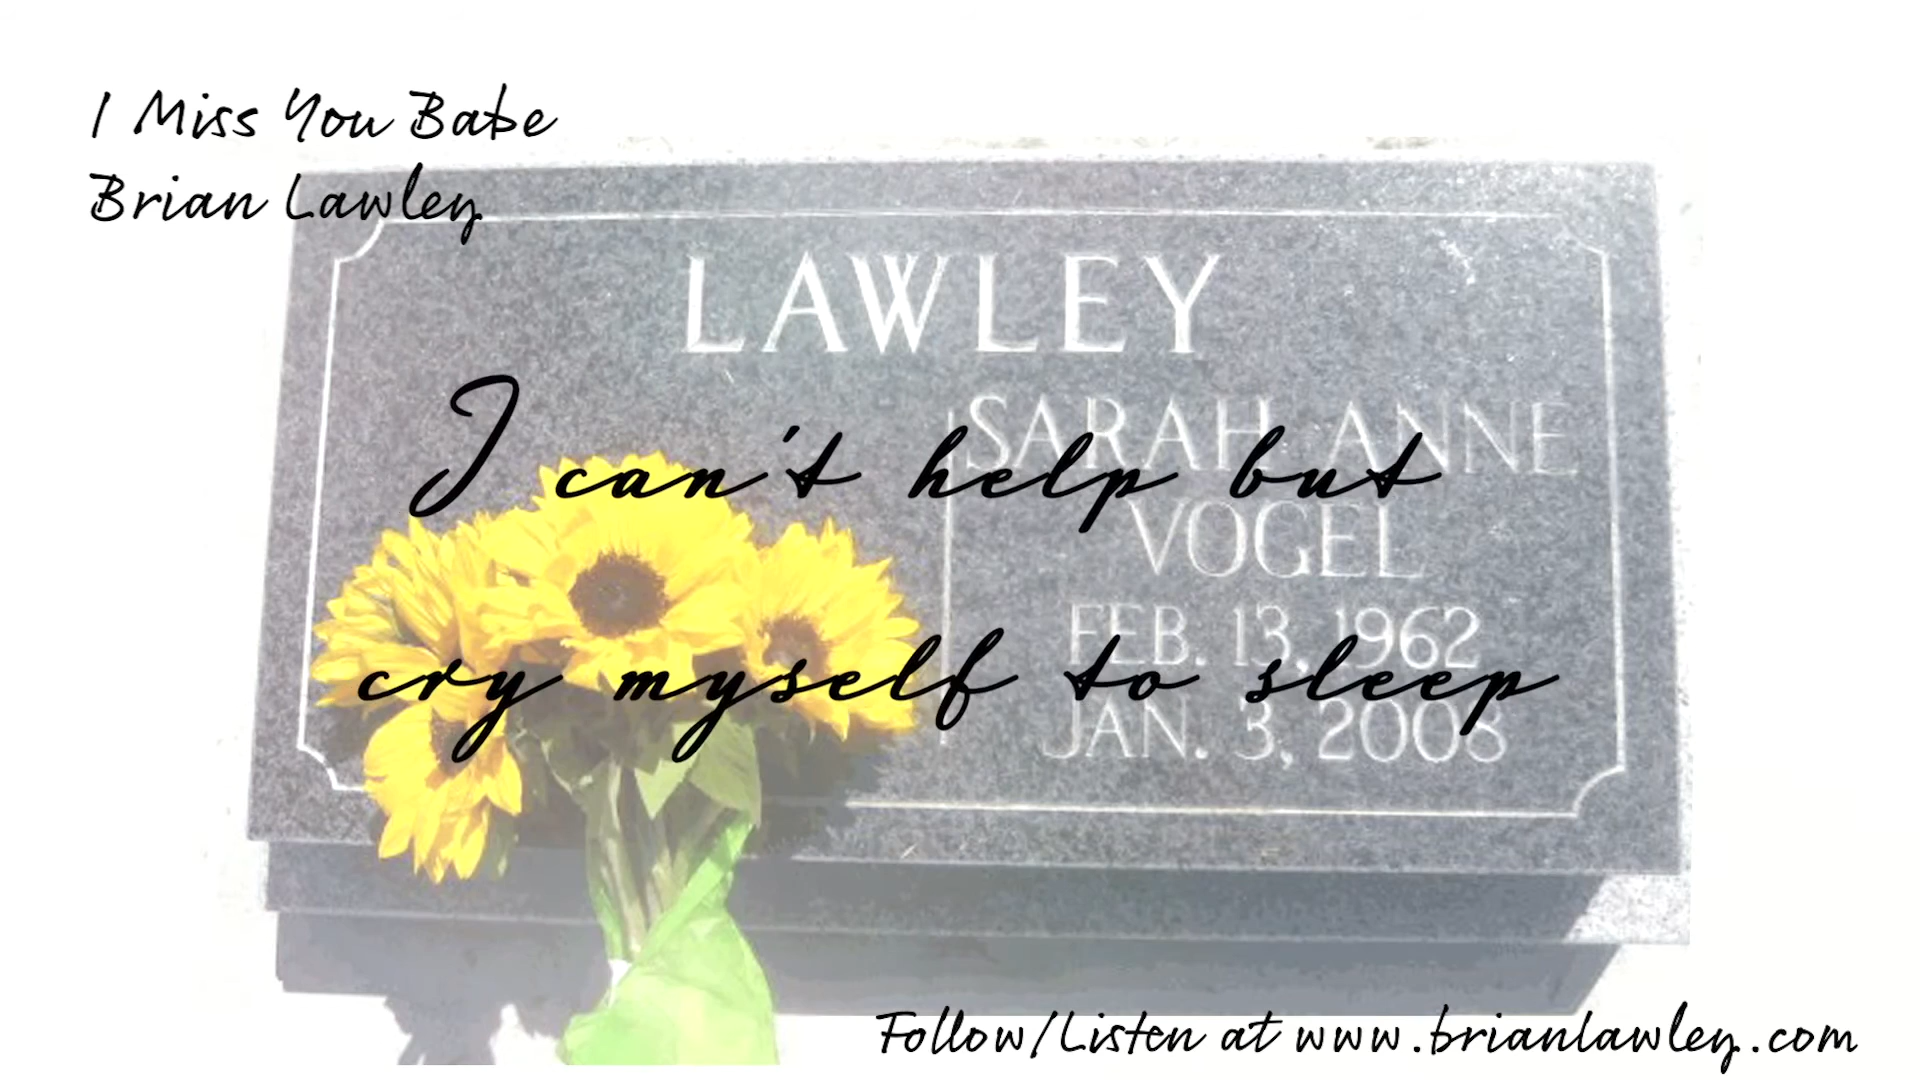 I Miss You Babe
Brian Lawley
LAWLEY
SARAH ANNE
VOGEL
FEB. 13, 1962
JAN. 3, 2008
I can't help but
cry myself to sleep
Follow/Listen at www.brianlawley.com